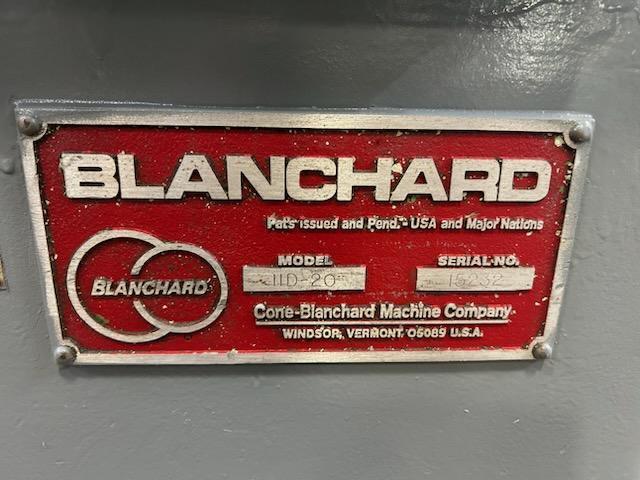 BLANCHARD
Pat's issued and Pend. - USA and Major Nations
MODEL
11D-20
SERIAL NO.
15232
BLANCHARD
Cone-Blanchard Machine Company
WINDSOR, VERMONT 05089 U.S.A.